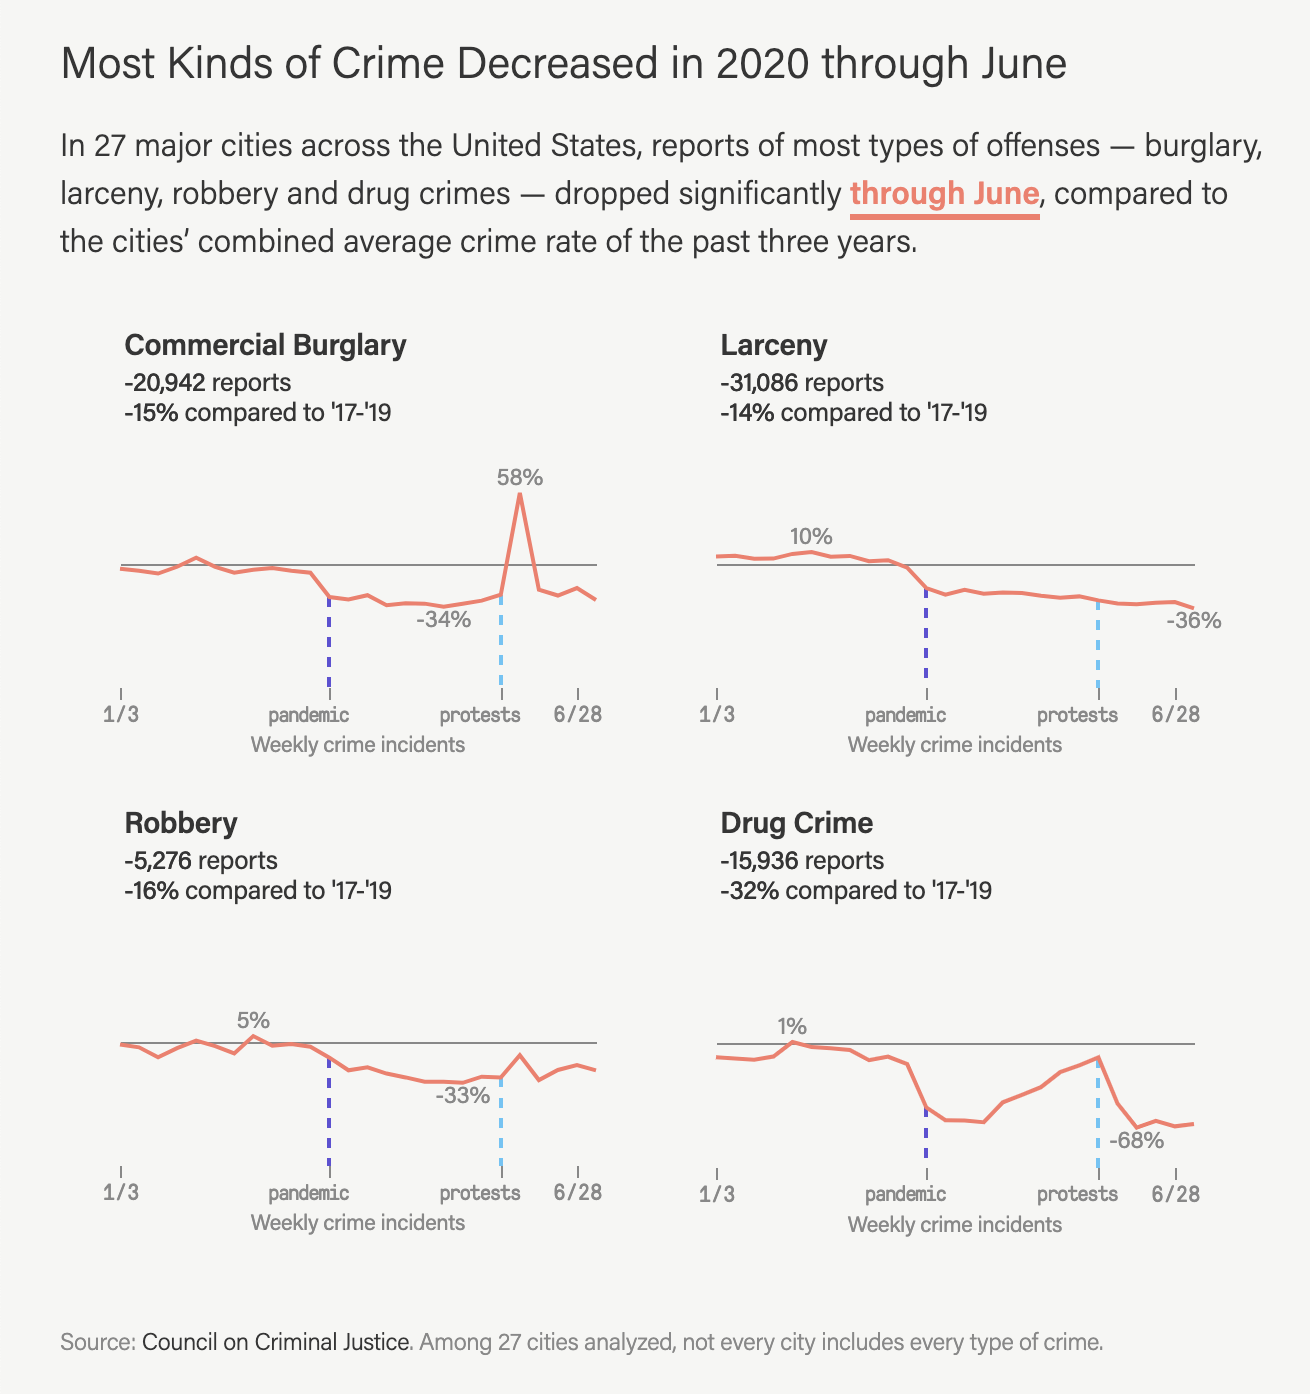 Most Kinds of Crime Decreased in 2020 through June
In 27 major cities across the United States, reports of most types of offenses — burglary,
larceny, robbery and drug crimes — dropped significantly through June, compared to
the cities’ combined average crime rate of the past three years.
Commercial Burglary
-20,942 reports
-15% compared to '17-'19
58%
-34%
1/3 pandemic protests 6/28
Weekly crime incidents
Larceny
-31,086 reports
-14% compared to '17-'19
10%
-36%
1/3 pandemic protests 6/28
Weekly crime incidents
Robbery
-5,276 reports
-16% compared to '17-'19
5%
-33%
1/3 pandemic protests 6/28
Weekly crime incidents
Drug Crime
-15,936 reports
-32% compared to '17-'19
1%
-68%
1/3 pandemic protests 6/28
Weekly crime incidents
Source: Council on Criminal Justice. Among 27 cities analyzed, not every city includes every type of crime.